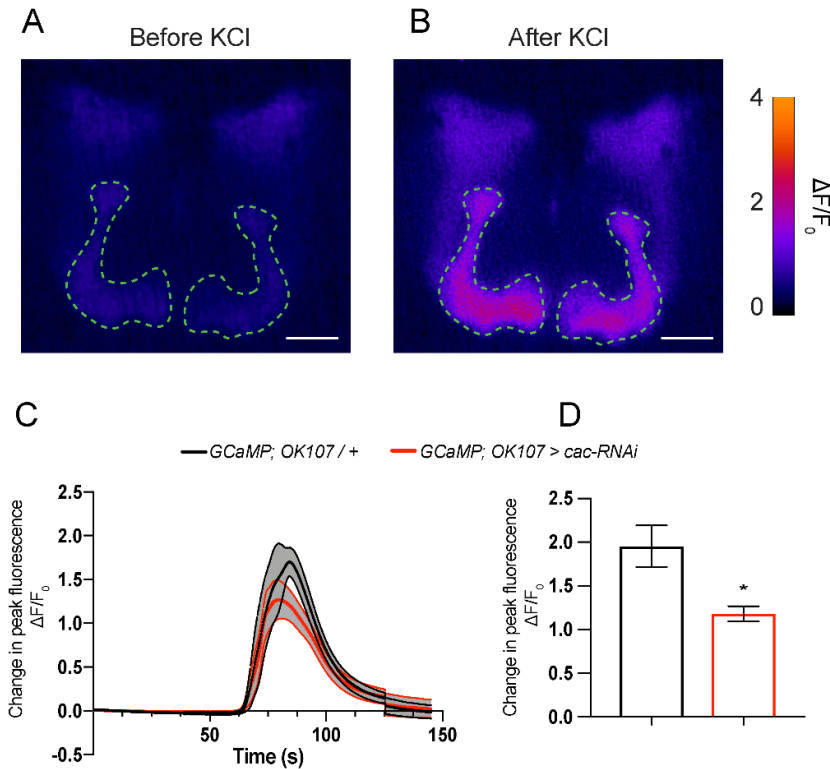 A
Before KCl
B
After KCl
4
2
0
ΔF/F0
C
D
GCaMP; OK107 / +
GCaMP; OK107 > cac-RNAi
Change in peak fluorescence
ΔF/F0
2.5
2.0
1.5
1.0
0.5
0.0
-0.5
50
100
150
Time (s)
Change in peak fluorescence
ΔF/F0
2.5
2.0
1.5
1.0
0.5
0.0
*